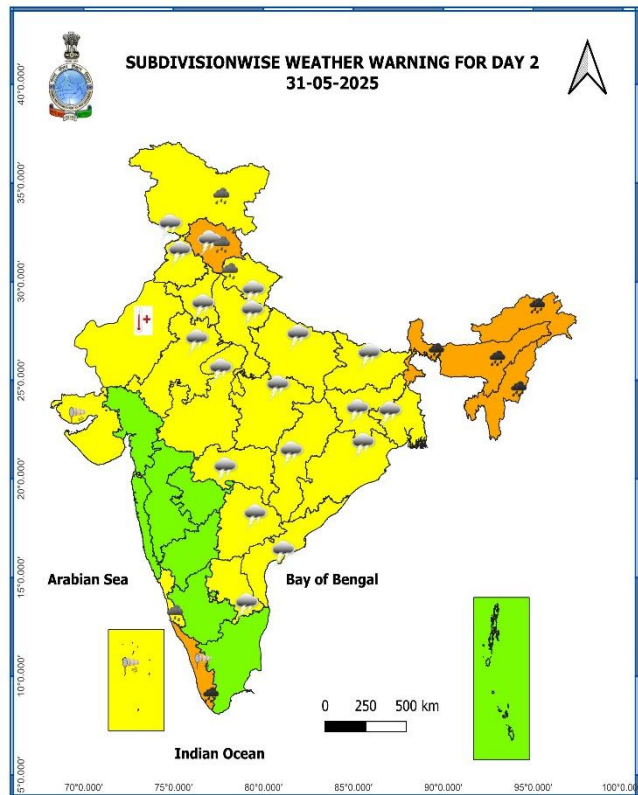 SUBDIVISIONWISE WEATHER WARNING FOR DAY 2
31-05-2025
40°0.000'
35°0.000'
30°0.000'
25°0.000'
20°0.000'
15°0.000'
10°0.000'
5°0.000'
Arabian Sea
Bay of Bengal
0 250 500 km
Indian Ocean
70°0.000' 75°0.000' 80°0.000' 85°0.000' 90°0.000' 95°0.000' 100°0.0